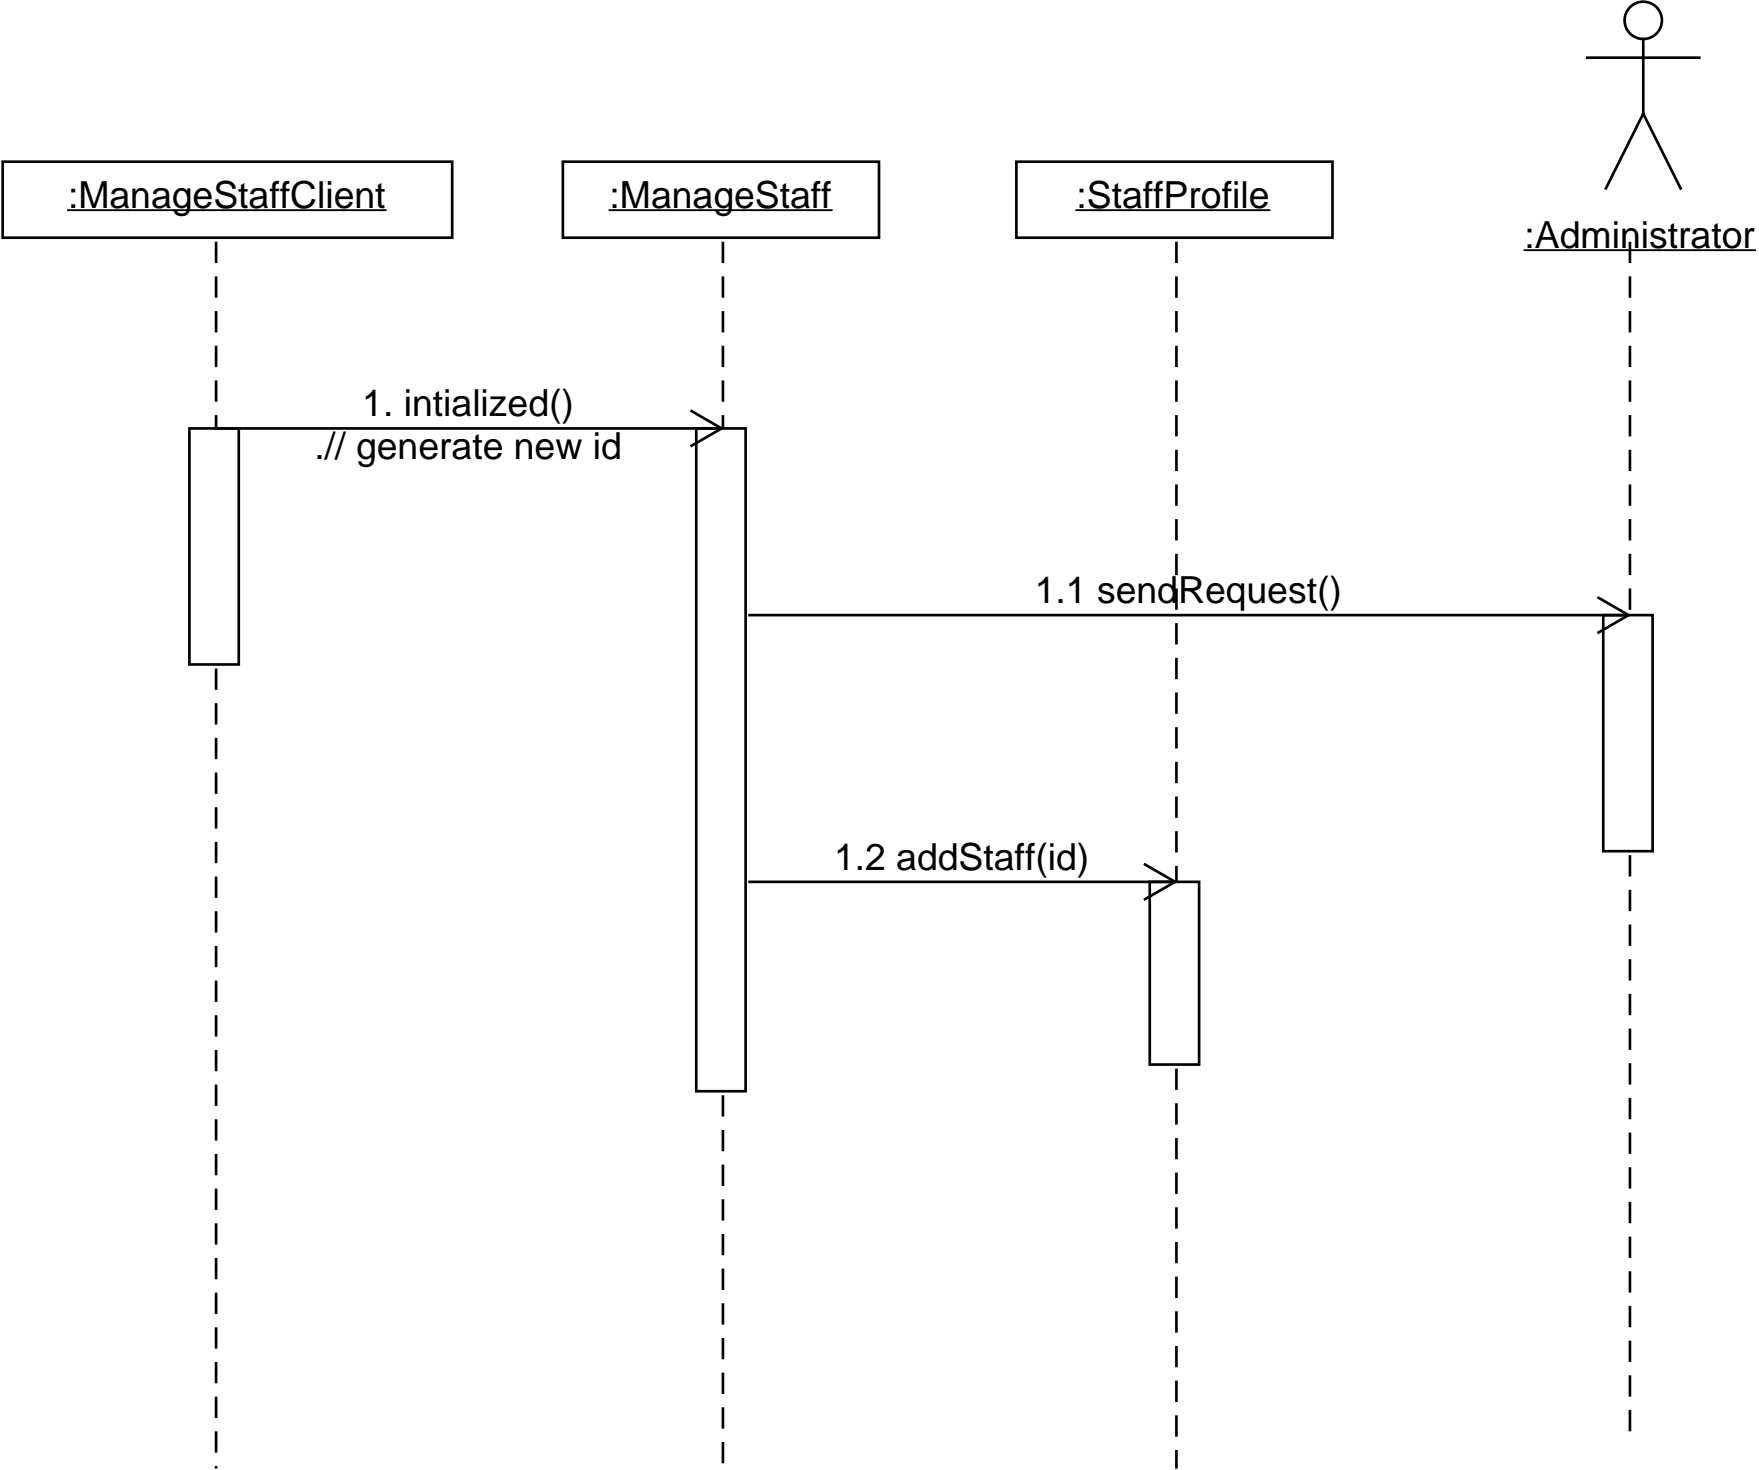 :ManageStaffClient
:ManageStaff
:StaffProfile
:Administrator
1. intialized()
.// generate new id
1.1 sendRequest()
1.2 addStaff(id)